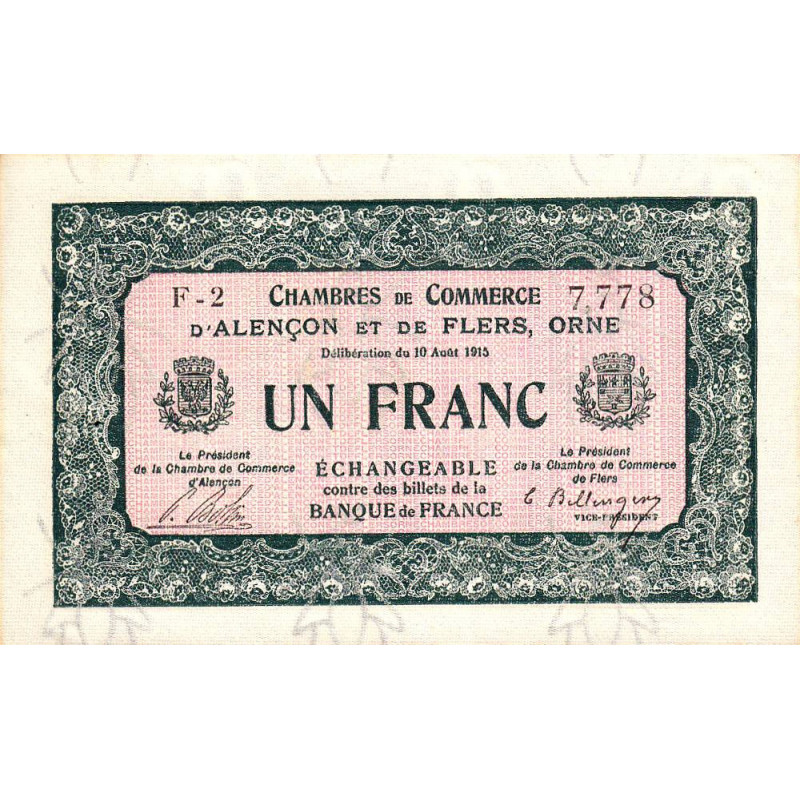 F-2 CHAMBRES DE COMMERCE 7,778
D'ALENÇON ET DE FLERS, ORNE
Délibération du 10 Août 1915
UN FRANC
Le Président
de la Chambre de Commerce
d'Alençon
ÉCHANGEABLE
contre des billets de la
BANQUE de FRANCE
Le Président
de la Chambre de Commerce
de Flers
VICE-PRÉSIDENT